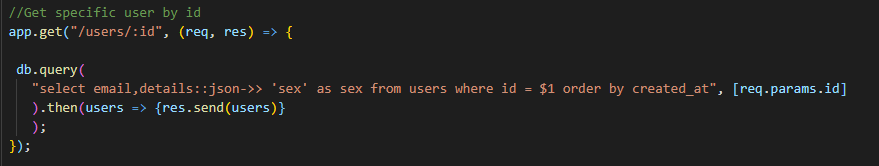 //Get specific user by id
app.get("/users/:id", (req, res) => {
db.query(
"select email,details::json->> 'sex' as sex from users where id = $1 order by created_at", [req.params.id]
).then(users => {res.send(users)}
);
});